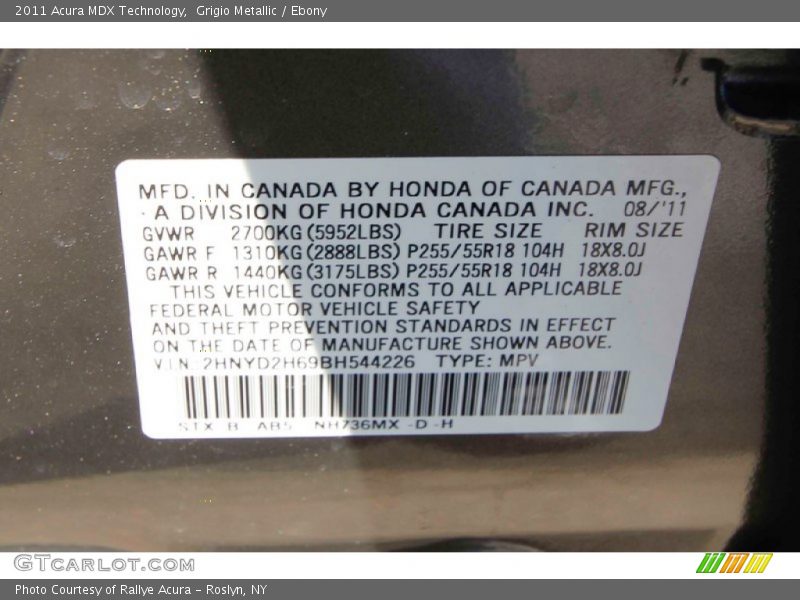 2011 Acura MDX Technology,  Grigio Metallic / Ebony
MFD. IN CANADA BY HONDA OF CANADA MFG.,
A DIVISION OF HONDA CANADA INC. 08/'11
GVWR 2700KG (5952LBS) TIRE SIZE RIM SIZE
GAWR F 1310KG (2888LBS) P255/55R18 104H 18X8.0J
GAWR R 1440KG (3175LBS) P255/55R18 104H 18X8.0J
THIS VEHICLE CONFORMS TO ALL APPLICABLE
FEDERAL MOTOR VEHICLE SAFETY
AND THEFT PREVENTION STANDARDS IN EFFECT
ON THE DATE OF MANUFACTURE SHOWN ABOVE.
V.I.N. 2HNYD2H69BH544226 TYPE: MPV
STX B AB5 NH736MX -D -H
GTCARLOT.COM
Photo Courtesy of Rallye Acura – Roslyn, NY